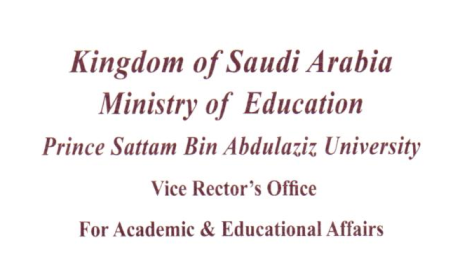 Kingdom of Saudi Arabia
Ministry of Education
Prince Sattam Bin Abdulaziz University
Vice Rector's Office
For Academic & Educational Affairs